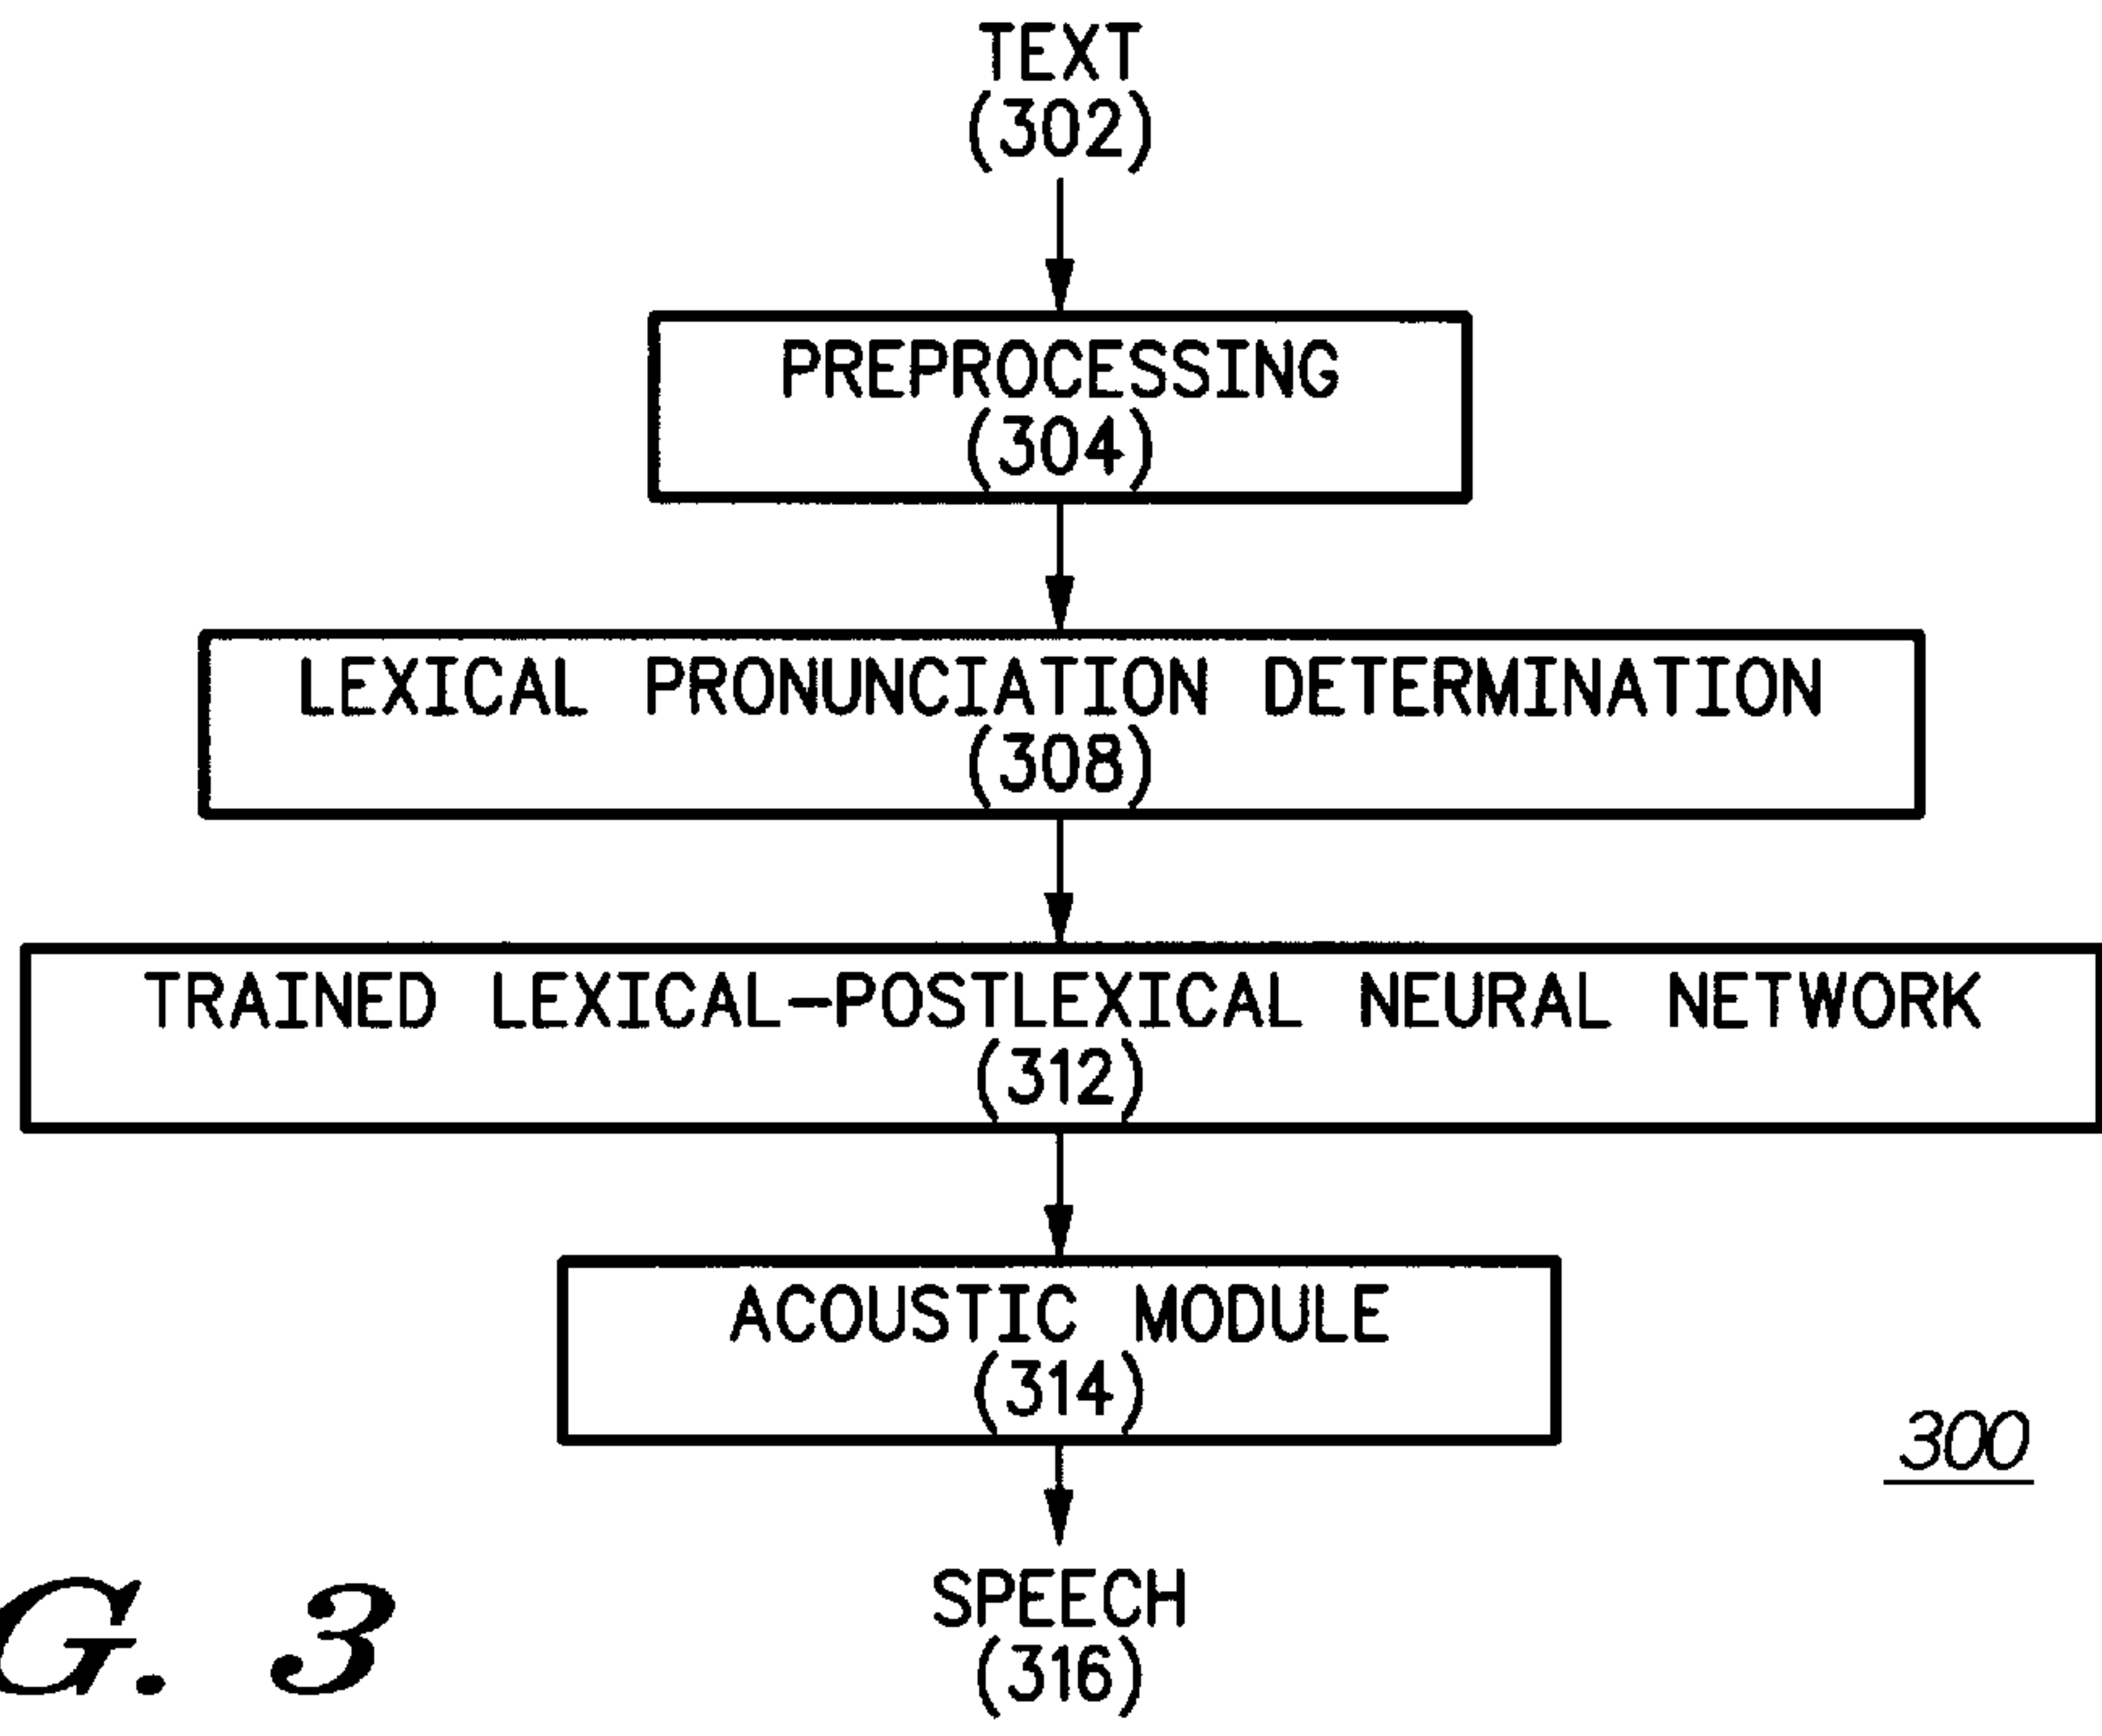 TEXT
(302)
PREPROCESSING
(304)
LEXICAL PRONUNCIATION DETERMINATION
(308)
TRAINED LEXICAL-POSTLEXICAL NEURAL NETWORK
(312)
ACOUSTIC MODULE
(314)
300
SPEECH
(316)
G. 3